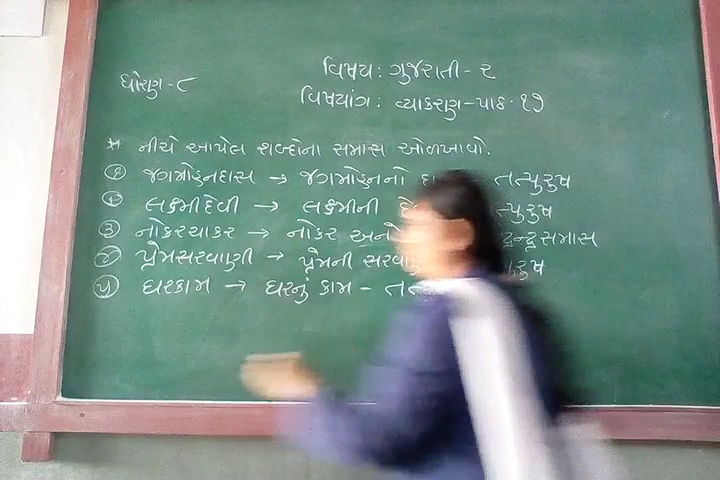 વિષય: ગુજરાતી - ૨
ધોરણ - ૮
વિષયાંગ: વ્યાકરણ - પાઠ - ૧૭
* નીચે આપેલ શબ્દોના સમાસ ઓળખાવો.
૧ જગમોહનદાસ → જગમોહનનો તત્પુરુષ
૨ લક્ષ્મીદેવી → લક્ષ્મીની
૩ નોકરચાકર → નોકર અને દ્વન્દ્વસમાસ
૪ પ્રેમસરવાણી → પ્રેમની
૫ ઘરકામ → ઘરનું કામ -